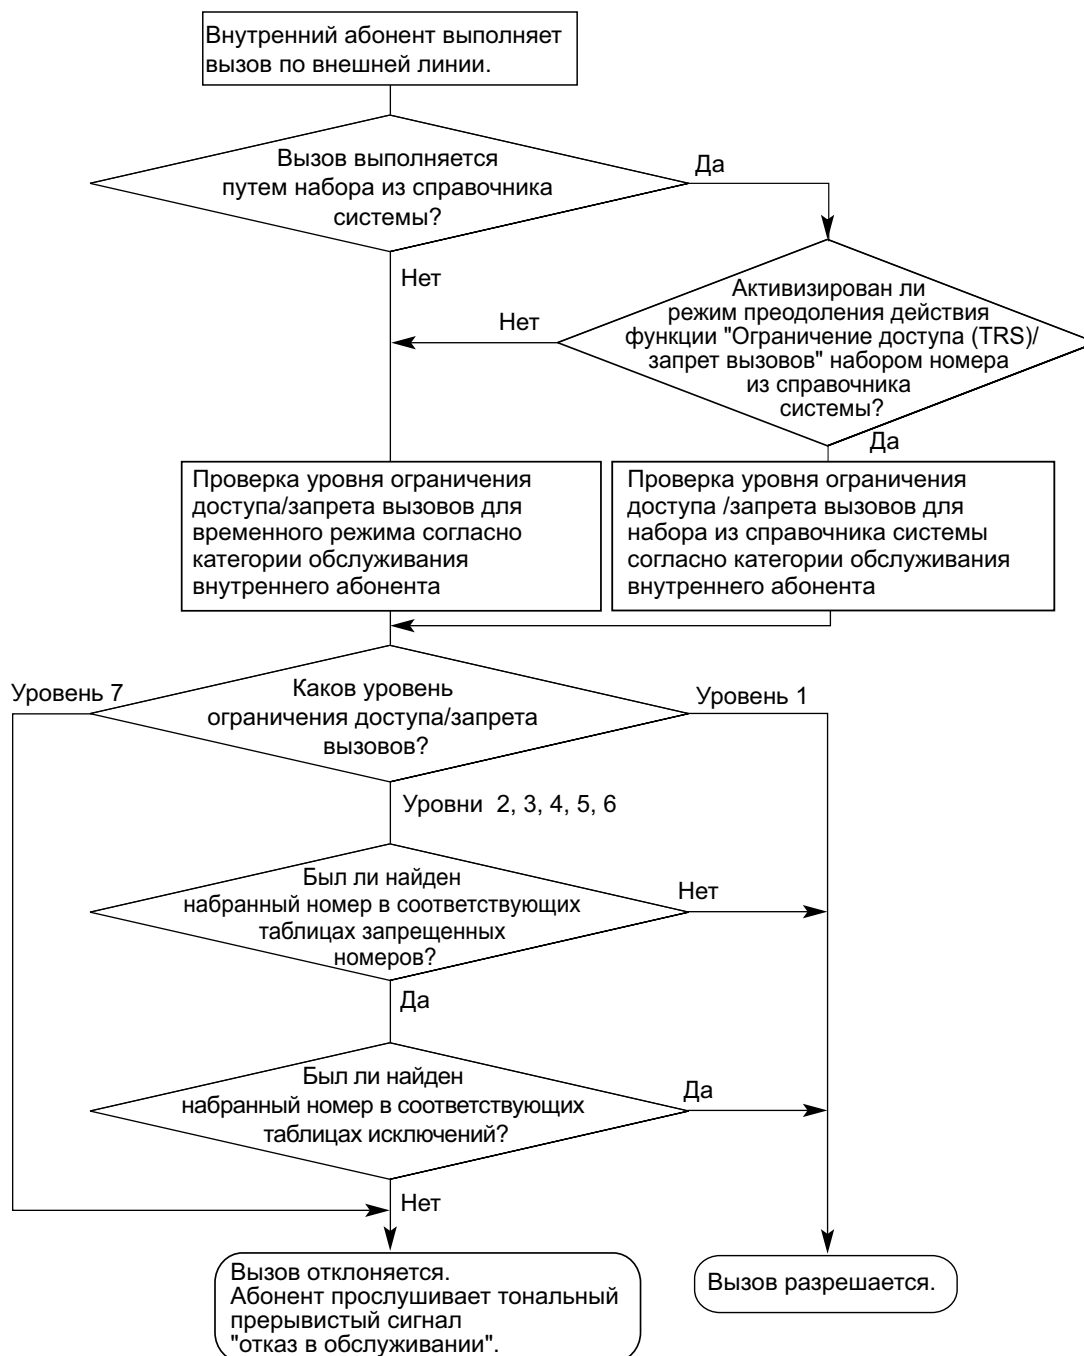 Внутренний абонент выполняет
вызов по внешней линии.
Вызов выполняется
путем набора из справочника
системы?
Да
Нет
Активизирован ли
режим преодоления действия
функции "Ограничение доступа (TRS)/
запрет вызовов" набором номера
из справочника
системы?
Нет
Да
Проверка уровня ограничения
доступа/запрета вызовов для
временного режима согласно
категории обслуживания
внутреннего абонента
Проверка уровня ограничения
доступа /запрета вызовов для
набора из справочника системы
согласно категории обслуживания
внутреннего абонента
Уровень 7
Каков уровень
ограничения доступа/запрета
вызовов?
Уровень 1
Уровни 2, 3, 4, 5, 6
Был ли найден
набранный номер в соответствующих
таблицах запрещенных
номеров?
Нет
Да
Был ли найден
набранный номер в соответствующих
таблицах исключений?
Да
Нет
Вызов отклоняется.
Абонент прослушивает тональный
прерывистый сигнал
"отказ в обслуживании".
Вызов разрешается.